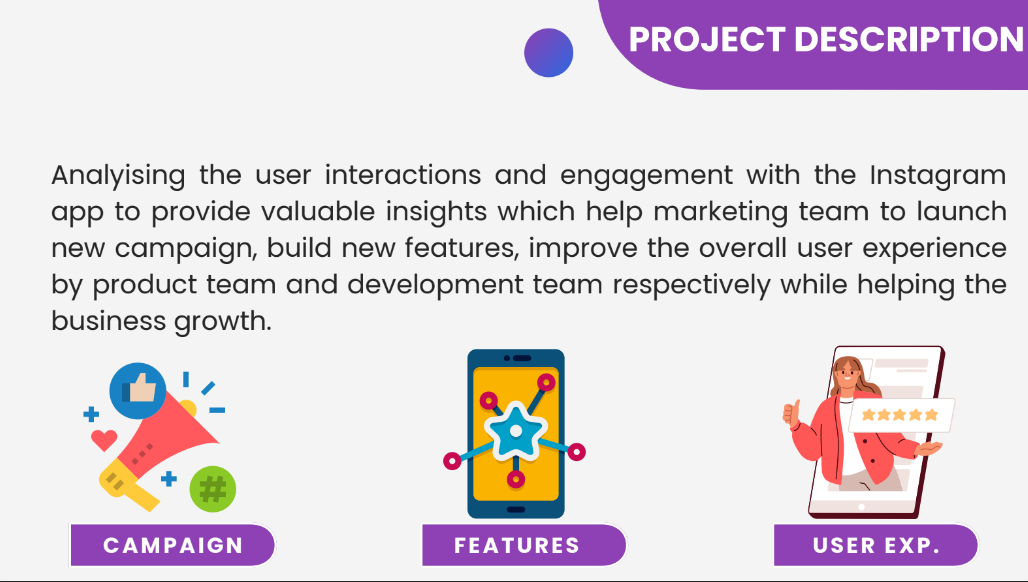 PROJECT DESCRIPTION
Analyising the user interactions and engagement with the Instagram
app to provide valuable insights which help marketing team to launch
new campaign, build new features, improve the overall user experience
by product team and development team respectively while helping the
business growth.
#
CAMPAIGN
FEATURES
USER EXP.